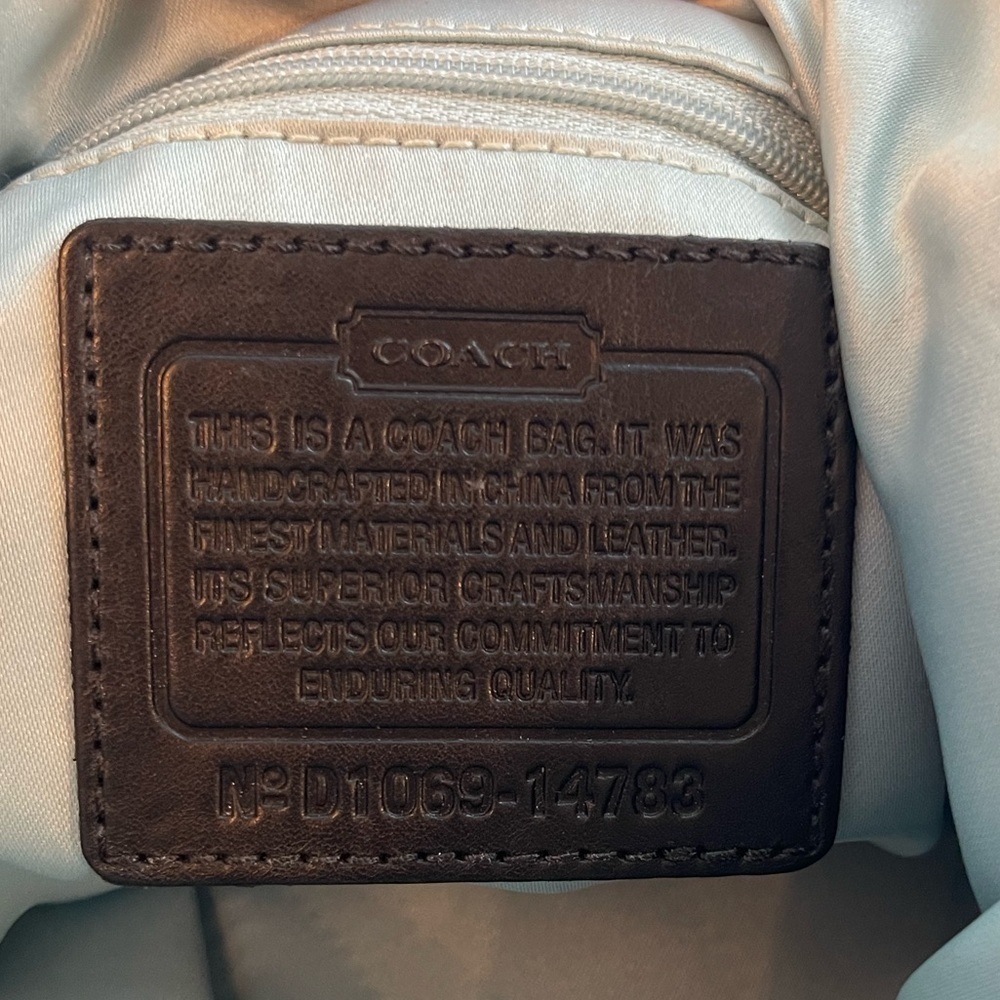 COACH
THIS IS A COACH BAG. IT WAS
HANDCRAFTED IN CHINA FROM THE
FINEST MATERIALS AND LEATHER.
ITS SUPERIOR CRAFTSMANSHIP
REFLECTS OUR COMMITMENT TO
ENDURING QUALITY.
Nº D1069-14783